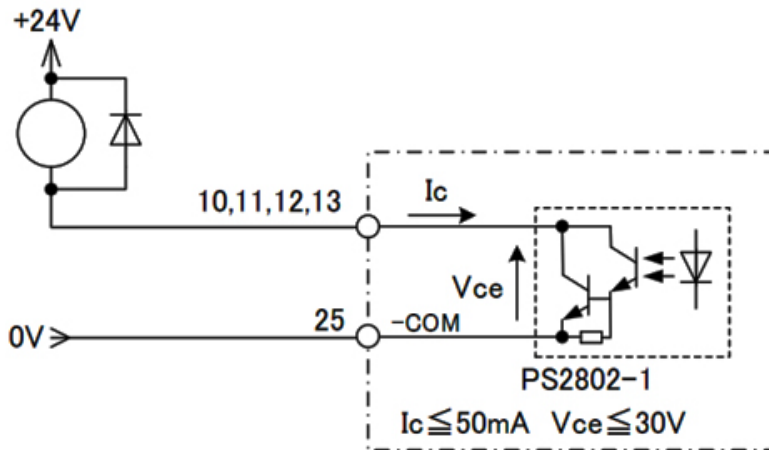 +24V
10,11,12,13
Ic
Vce
25
-COM
0V
PS2802-1
Ic≦50mA Vce≦30V